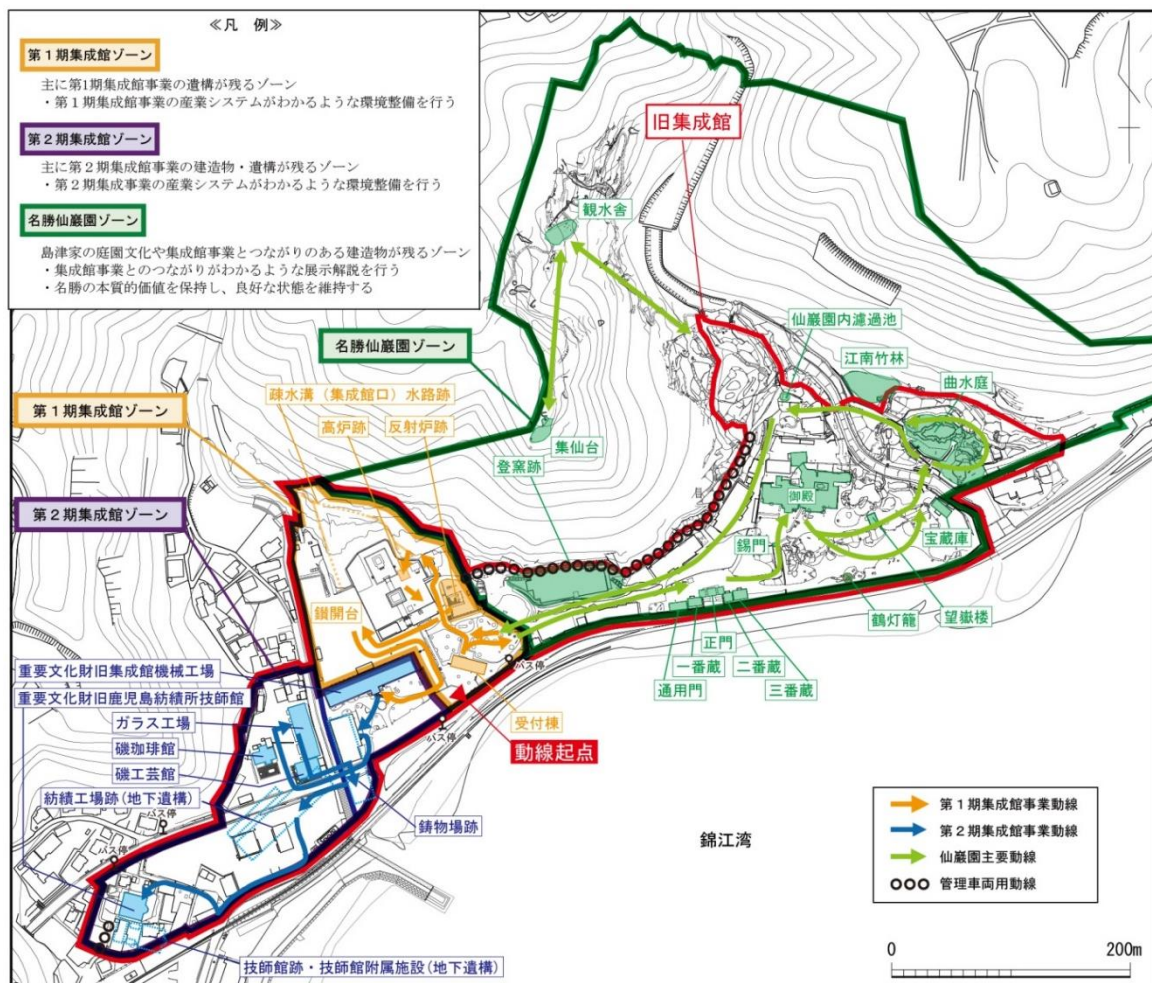 ≪凡 例≫
第1期集成館ゾーン
主に第1期集成館事業の遺構が残るゾーン
・第1期集成館事業の産業システムがわかるような環境整備を行う
第2期集成館ゾーン
主に第2期集成館事業の建造物・遺構が残るゾーン
・第2期集成事業の産業システムがわかるような環境整備を行う
名勝仙巌園ゾーン
島津家の庭園文化や集成館事業とつながりのある建造物が残るゾーン
・集成館事業とのつながりがわかるような展示解説を行う
・名勝の本質的価値を保持し、良好な状態を維持する
旧集成館
観水舎
仙巌園内濾過池
江南竹林
曲水庭
名勝仙巌園ゾーン
第1期集成館ゾーン
疎水溝（集成館口）水路跡
高炉跡
反射炉跡
集仙台
登窯跡
第2期集成館ゾーン
御殿
錫門
宝蔵庫
鑚開台
鶴灯籠
望嶽楼
正門
一番蔵
二番蔵
通用門
三番蔵
バス停
重要文化財旧集成館機械工場
重要文化財旧鹿児島紡績所技師館
ガラス工場
磯珈琲館
磯工芸館
紡績工場跡(地下遺構)
受付棟
バス停
動線起点
鋳物場跡
バス停
バス停
技師館跡・技師館附属施設(地下遺構)
錦江湾
第1期集成館事業動線
第2期集成館事業動線
仙巌園主要動線
管理車両用動線
0 200m